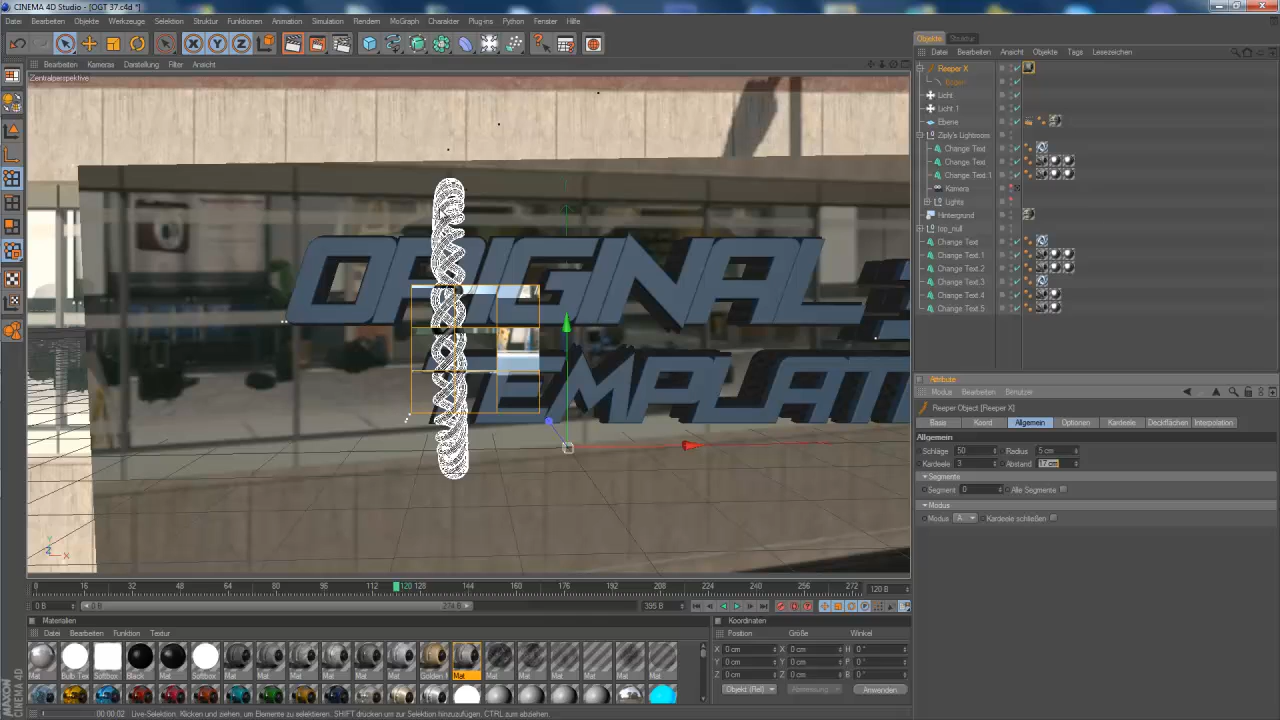 CINEMA 4D Studio - [OGT 37.c4d *]
Datei Bearbeiten Objekte Werkzeuge Selektion Struktur Funktionen Animation Simulation Rendern MoGraph Charakter Plug-ins Python Fenster Hilfe
Bearbeiten Kameras Darstellung Filter Ansicht
Zentralperspektive
ORIGINAL
TEMPLAT
Objekte Struktur
Datei Bearbeiten Ansicht Objekte Tags Lesezeichen
Reeper X
Bogen
Licht
Licht.1
Ebene
Ziply's Lightroom
Change Text
Change Text
Change Text.1
Kamera
Lights
Hintergrund
top_null
Change Text
Change Text.1
Change Text.2
Change Text.3
Change Text.4
Change Text.5
Attribute
Modus Bearbeiten Benutzer
Reeper Object [Reeper X]
Basis Koord Allgemein Optionen Kardeele Deckflächen Interpolation
Allgemein
Schläge 50 Radius 5 cm
Kardeele 3 Abstand 17 cm
Segmente
Segment 0 Alle Segmente
Modus
Modus A... Kardeele schließen
0 16 32 48 64 80 96 112 120 128 144 160 176 192 208 224 240 256 272 120 B
0 B 0 B 274 B 395 B
Materialien
Datei Bearbeiten Funktion Textur
Mat Bulb Tex Softbox Black Mat Softbox Mat Mat Mat Mat Mat Mat Golden M Mat Mat Mat Mat Mat Mat Mat
Koordinaten
Position Größe Winkel
X 0 cm X 0 cm H 0 °
Y 0 cm Y 0 cm P 0 °
Z 0 cm Z 0 cm B 0 °
Objekt (Rel) Abmessung Anwenden
MAXON
CINEMA 4D
00:00:02 Live-Selektion: Klicken und ziehen, um Elemente zu selektieren. SHIFT drücken um zur Selektion hinzuzufügen, CTRL zum abziehen.